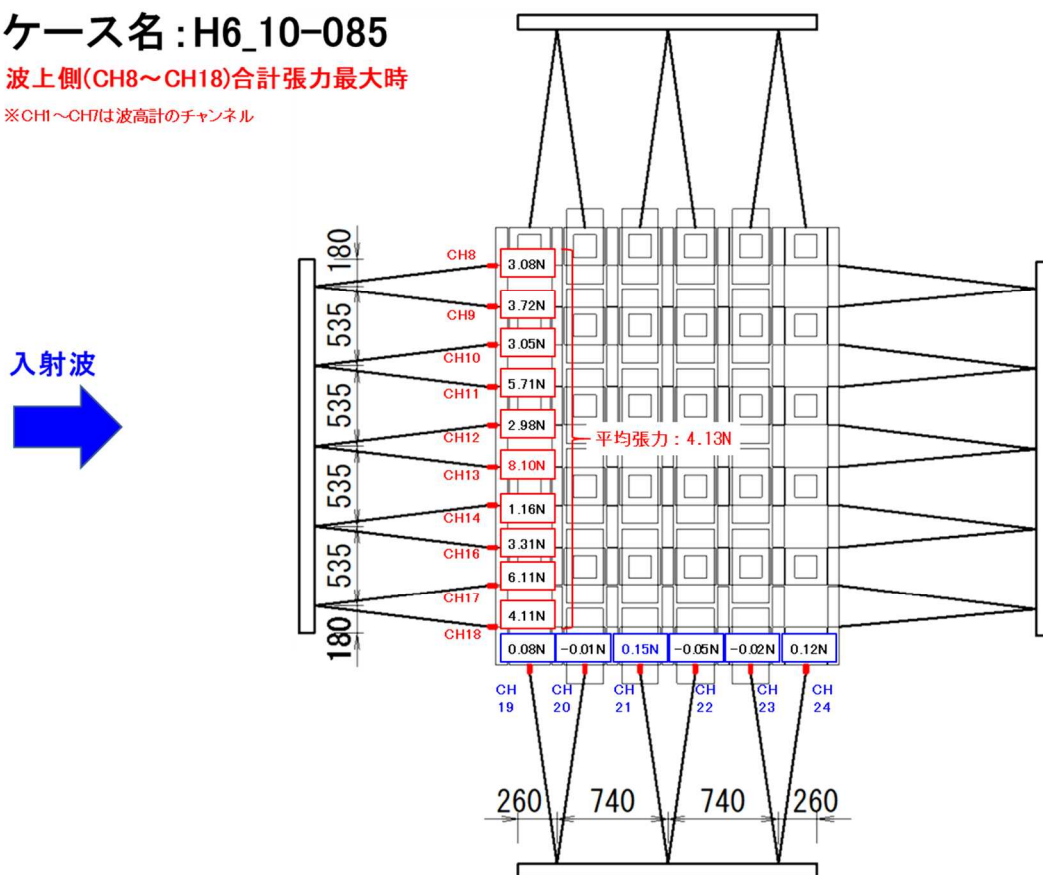 ケース名:H6_10-085
波上側(CH8～CH18)合計張力最大時
※CH1～CH7は波高計のチャンネル
入射波
180
535
535
535
535
180
CH8
CH9
CH10
CH11
CH12
CH13
CH14
CH16
CH17
CH18
3.08N
3.72N
3.05N
5.71N
2.98N
8.10N
1.16N
3.31N
6.11N
4.11N
平均張力:4.13N
0.08N -0.01N 0.15N -0.05N -0.02N 0.12N
CH 19
CH 20
CH 21
CH 22
CH 23
CH 24
260 740 740 260